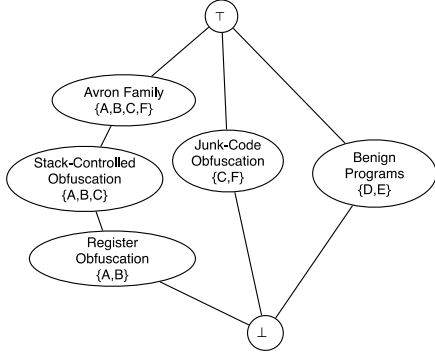 ⊤
Avron Family
{A,B,C,F}
Stack-Controlled
Obfuscation
{A,B,C}
Register
Obfuscation
{A,B}
Junk-Code
Obfuscation
{C,F}
Benign
Programs
{D,E}
⊥